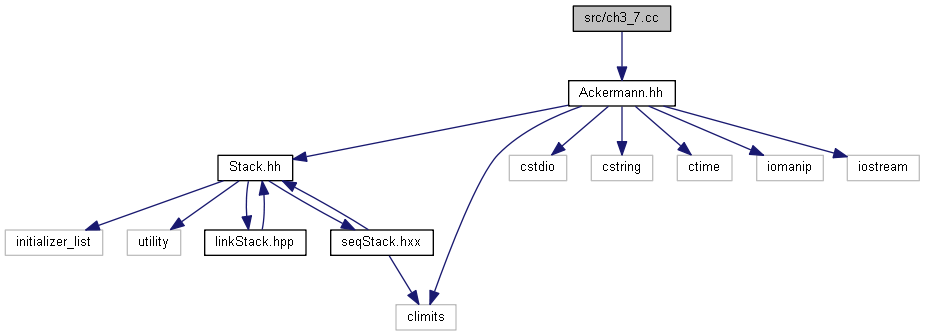 src/ch3_7.cc
Ackermann.hh
Stack.hh
cstdio
cstring
ctime
iomanip
iostream
initializer_list
utility
linkStack.hpp
seqStack.hxx
climits